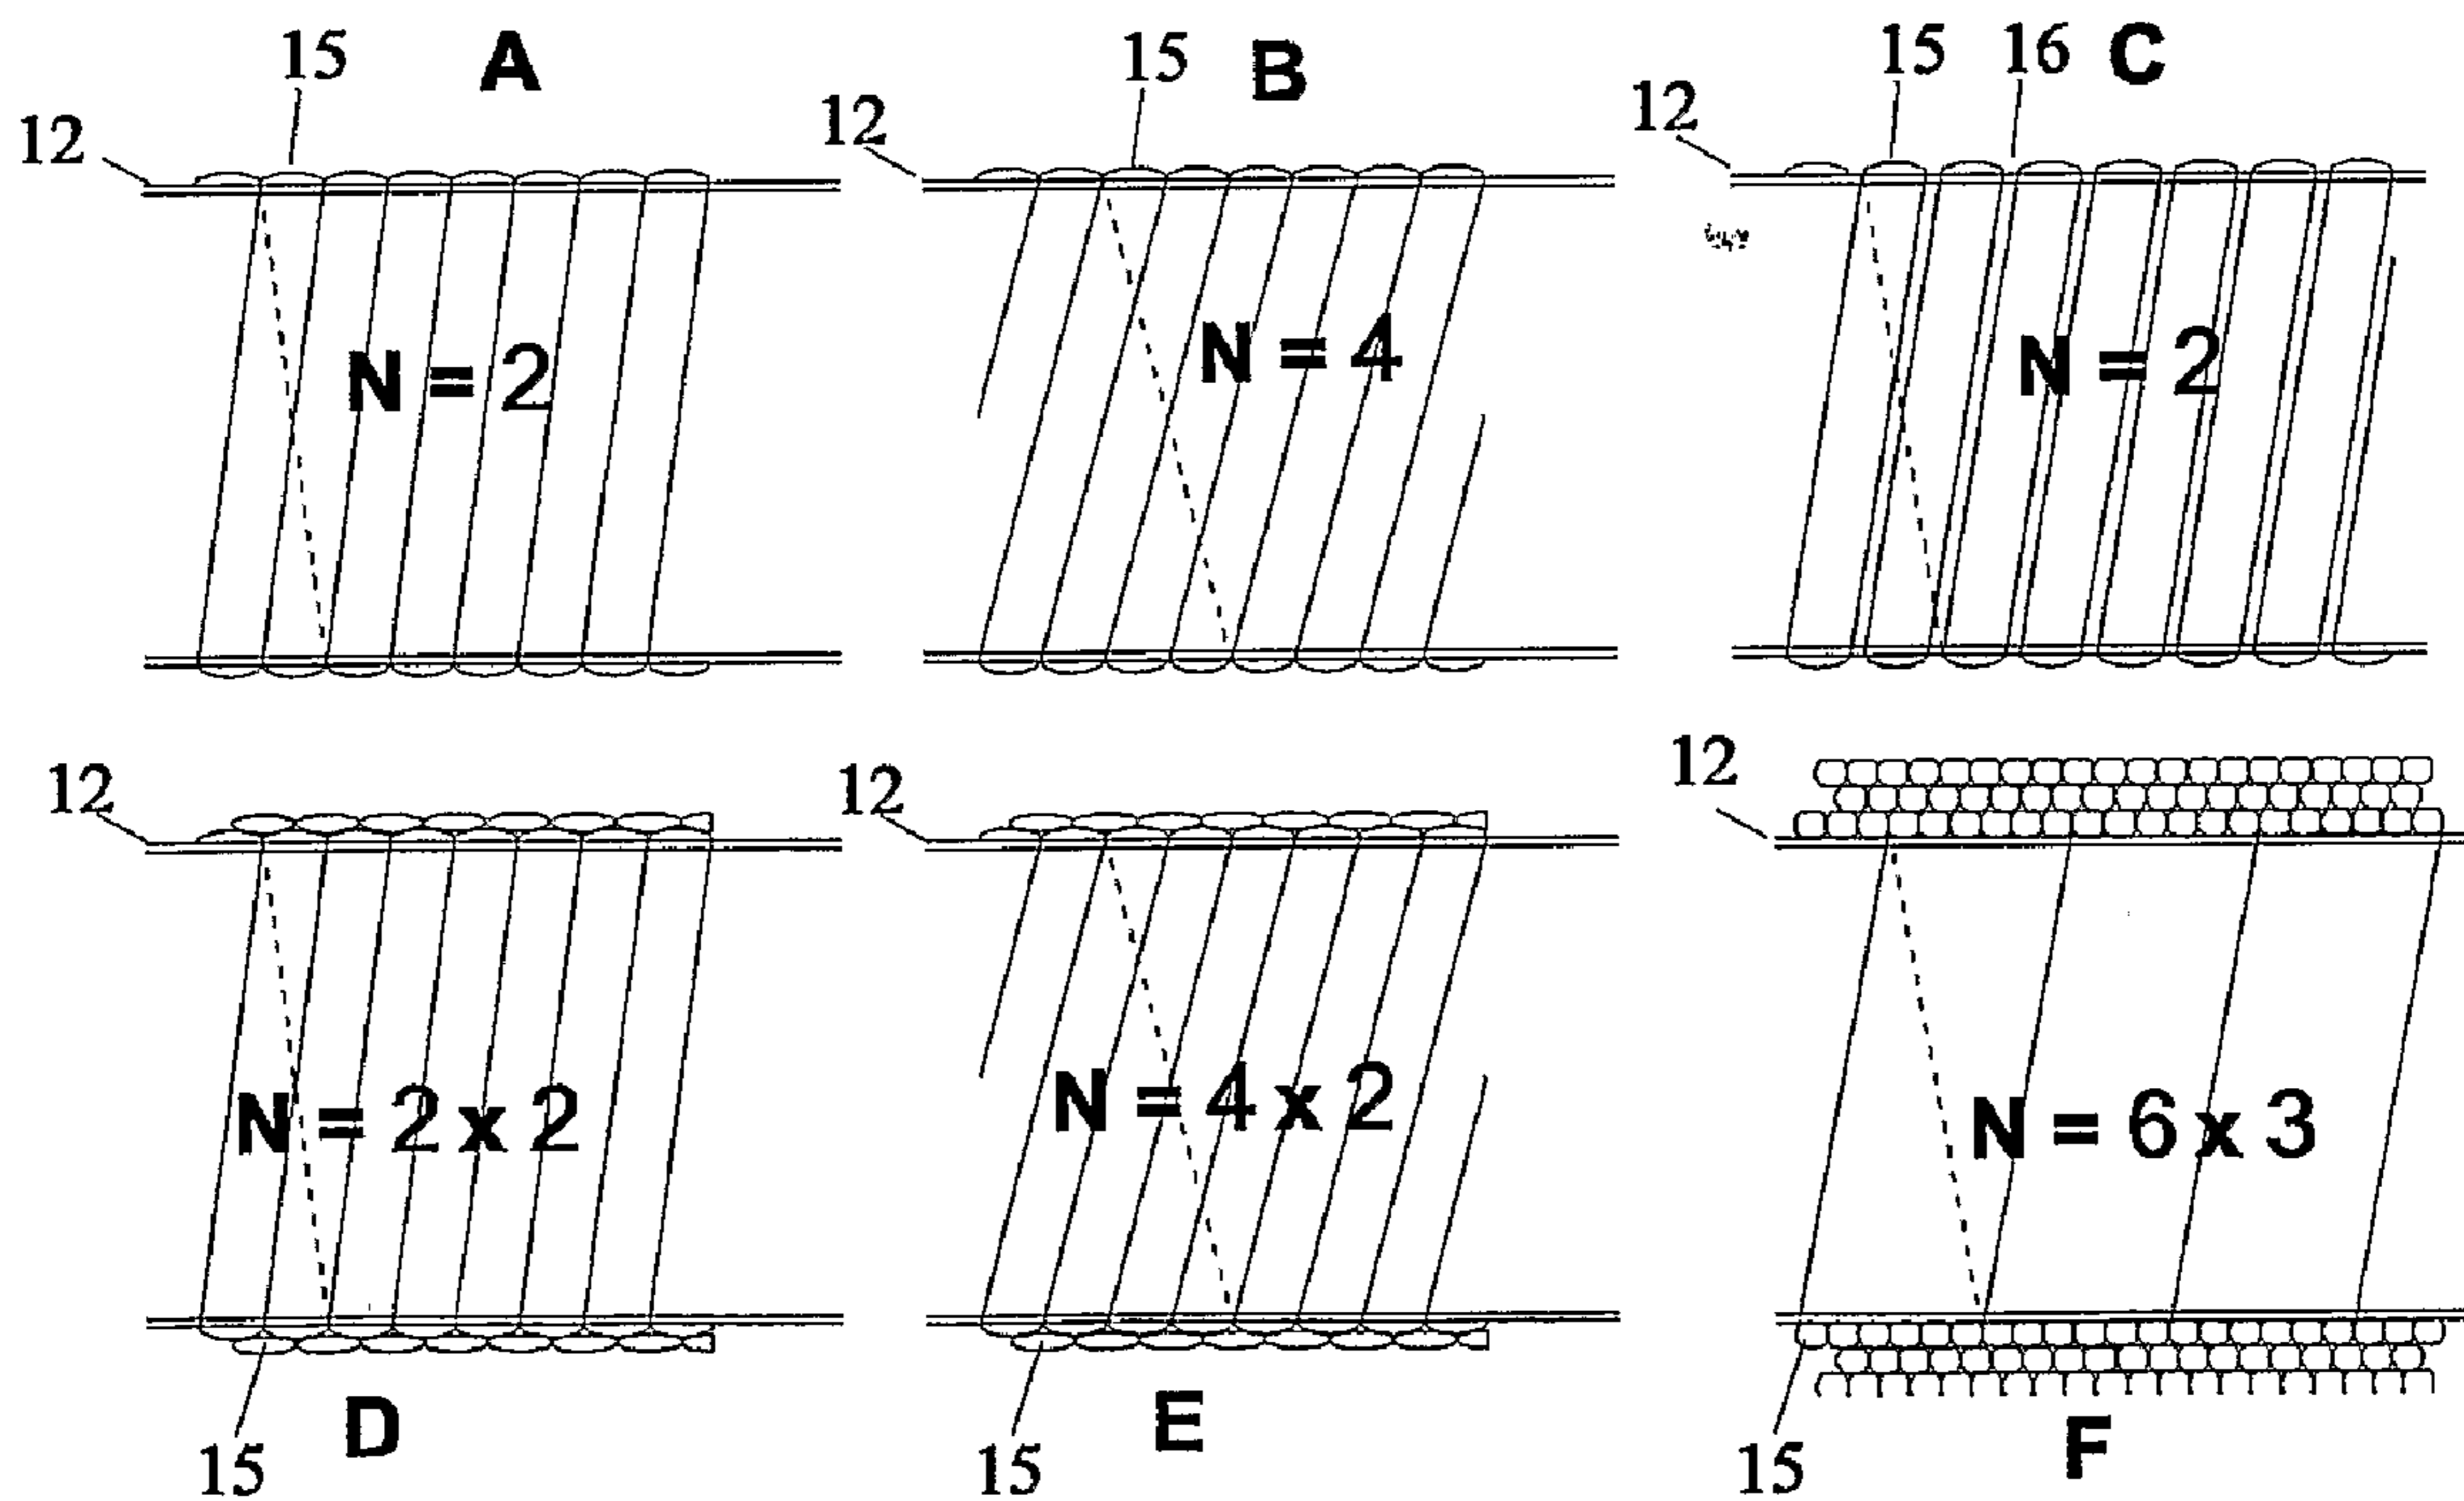 15 A
12
N = 2
15 B
12
N = 4
15 16 C
12
N = 2
12
N = 2 x 2
15 D
12
N = 4 x 2
15 E
12
N = 6 x 3
15 F